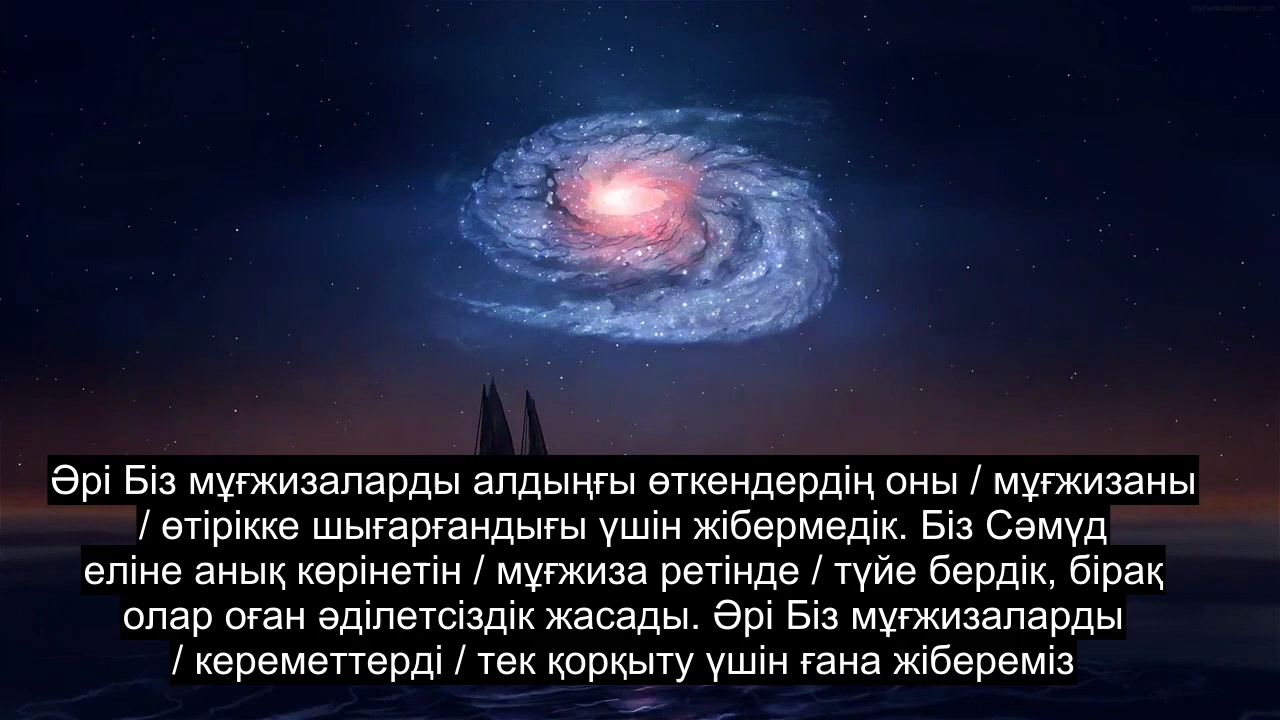 Әрі Біз мұғжизаларды алдыңғы өткендердің оны / мұғжизаны
/ өтірікке шығарғандығы үшін жібермедік. Біз Сәмүд
еліне анық көрінетін / мұғжиза ретінде / түйе бердік, бірақ
олар оған әділетсіздік жасады. Әрі Біз мұғжизаларды
/ кереметтерді / тек қорқыту үшін ғана жібереміз